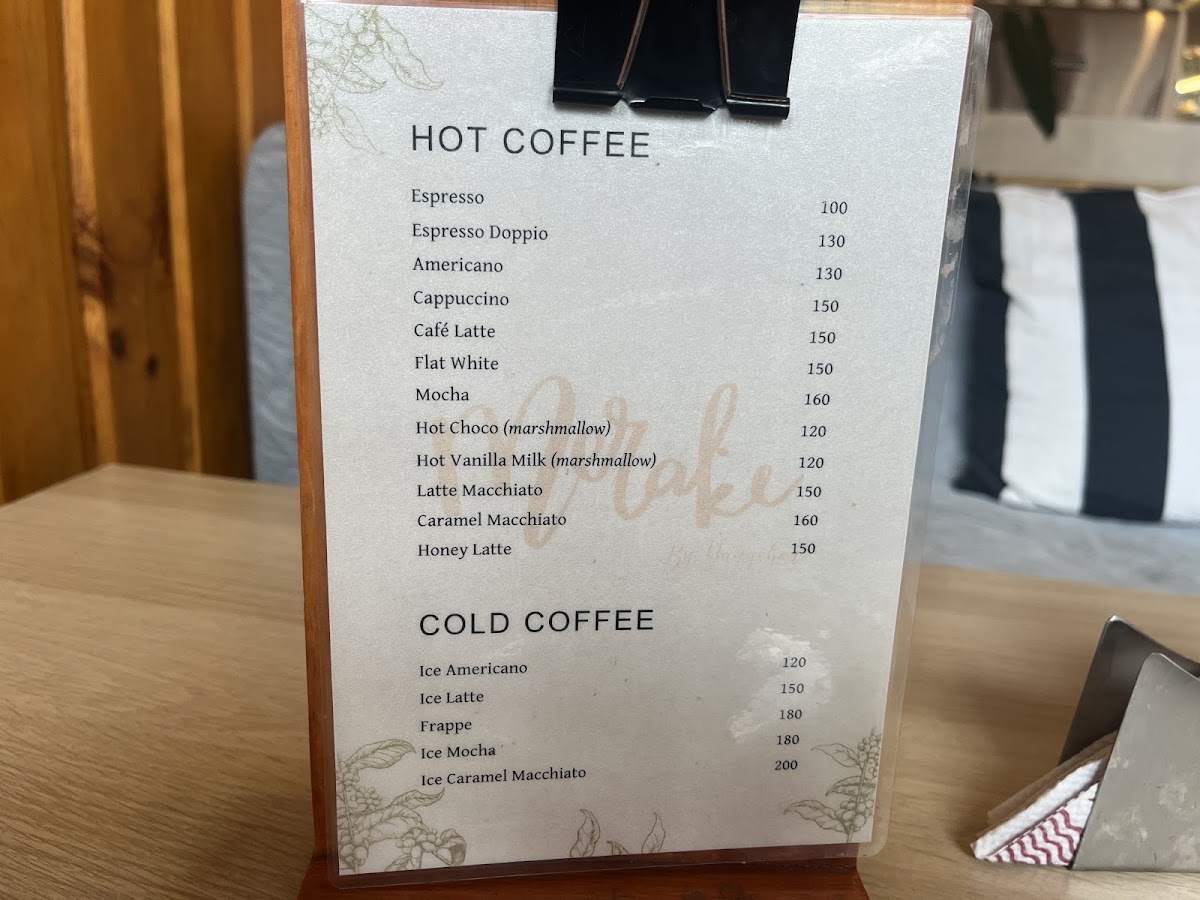 HOT COFFEE
Espresso 100
Espresso Doppio 130
Americano 130
Cappuccino 150
Café Latte 150
Flat White 150
Mocha 160
Hot Choco (marshmallow) 120
Hot Vanilla Milk (marshmallow) 120
Latte Macchiato 150
Caramel Macchiato 160
Honey Latte 150
By
COLD COFFEE
Ice Americano 120
Ice Latte 150
Frappe 180
Ice Mocha 180
Ice Caramel Macchiato 200